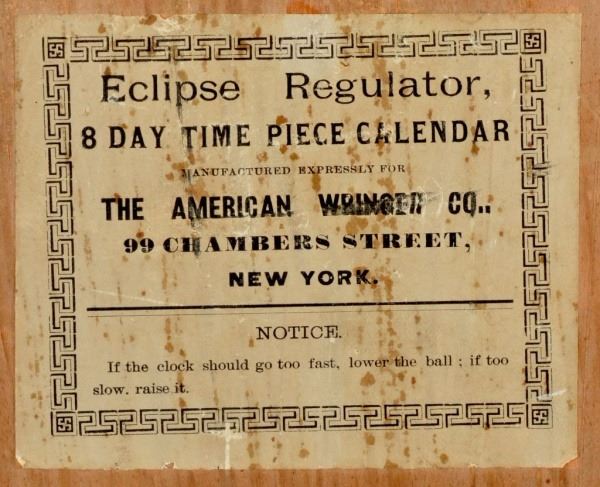 Eclipse Regulator,
8 DAY TIME PIECE CALENDAR
MANUFACTURED EXPRESSLY FOR
THE AMERICAN WRINGER CO.,
99 CHAMBERS STREET,
NEW YORK.
NOTICE.
If the clock should go too fast, lower the ball ; if too
slow, raise it.